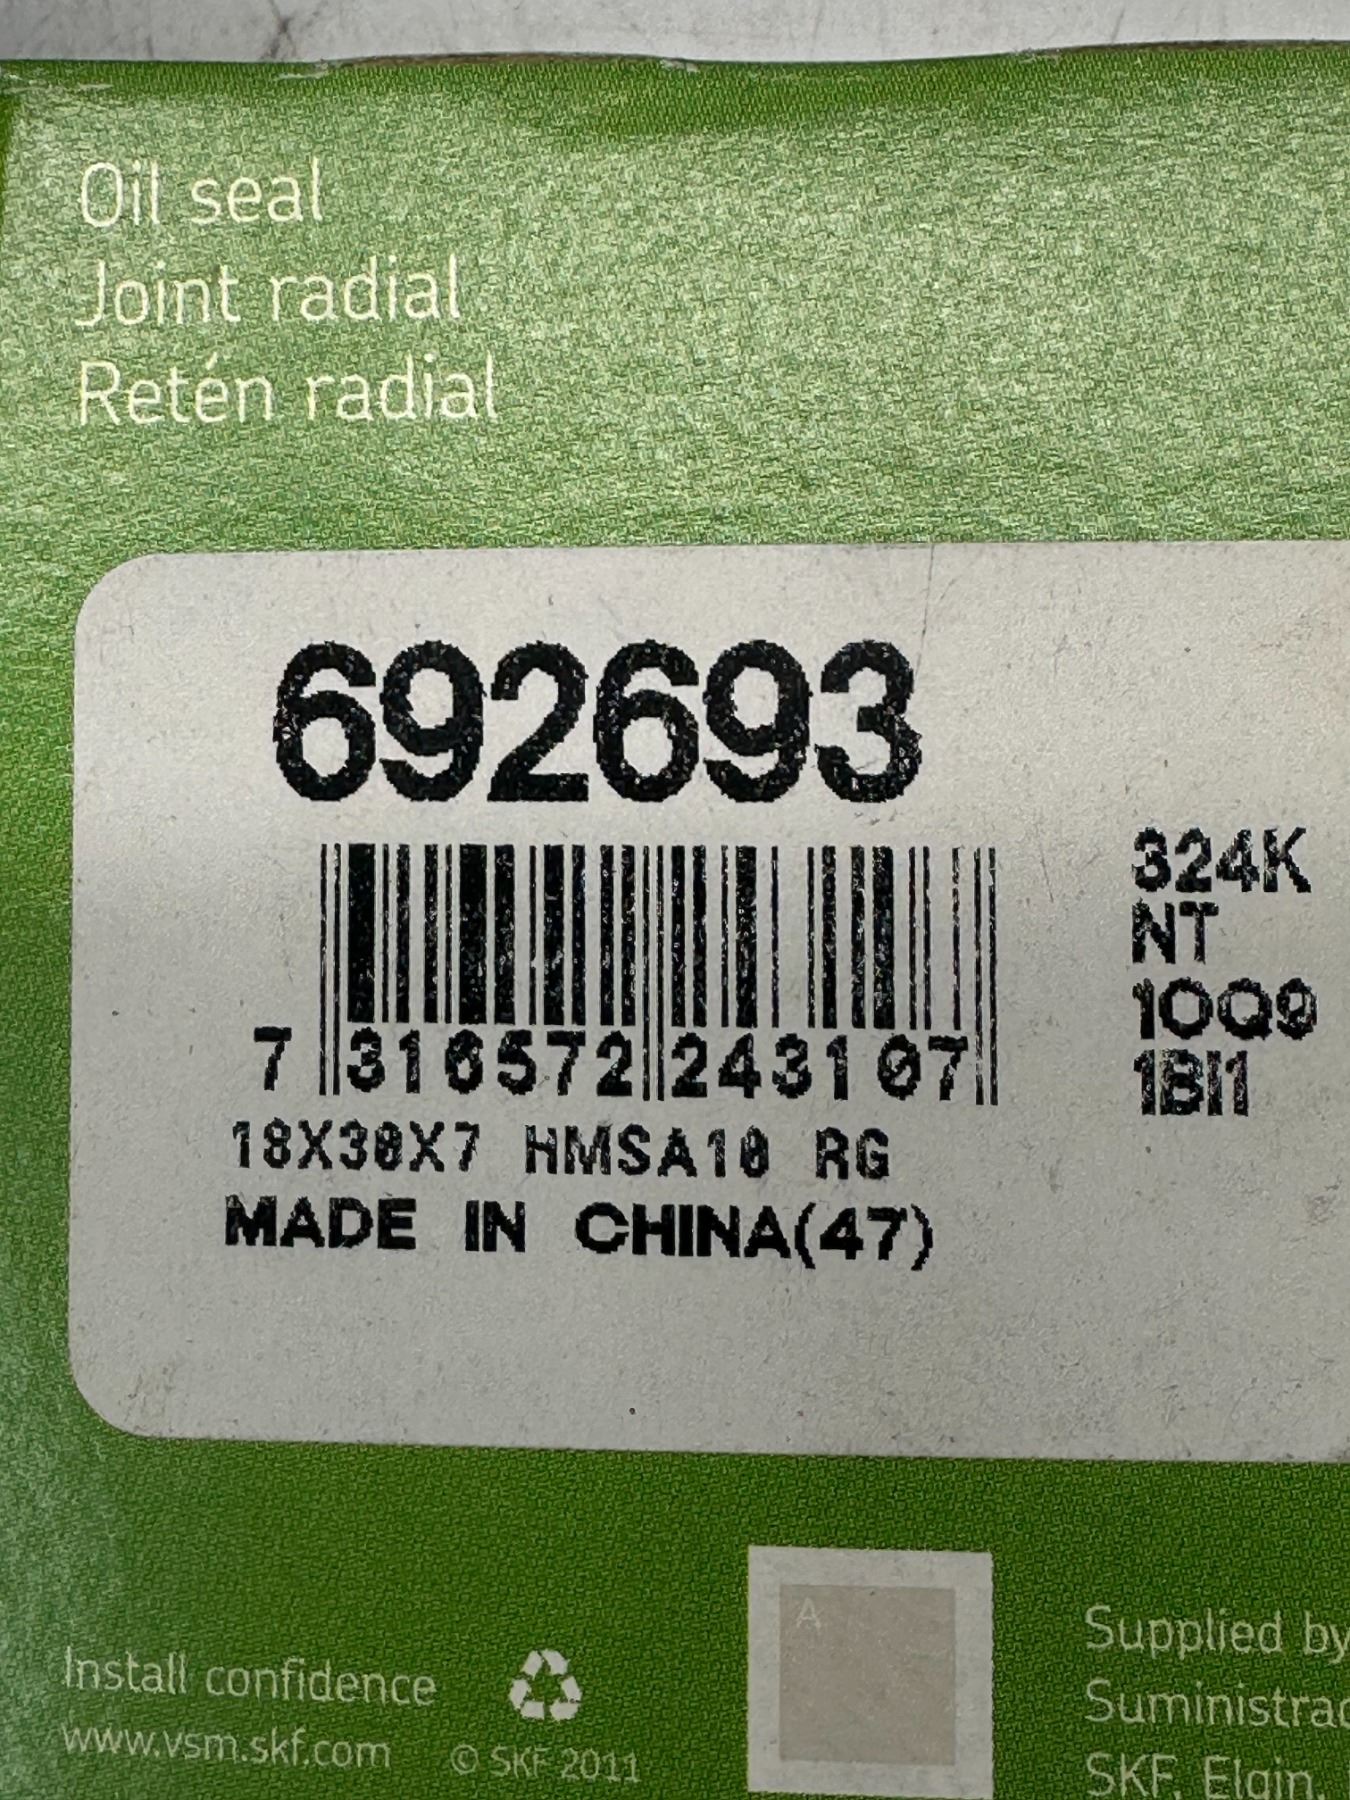 Oil seal
Joint radial
Retén radial
692693
7 316572 243107
18X30X7 HMSA10 RG
MADE IN CHINA(47)
324K
NT
10Q9
1BI1
A
Install confidence
www.vsm.skf.com © SKF 2011
Supplied by
Suministrad
SKF, Elgin,